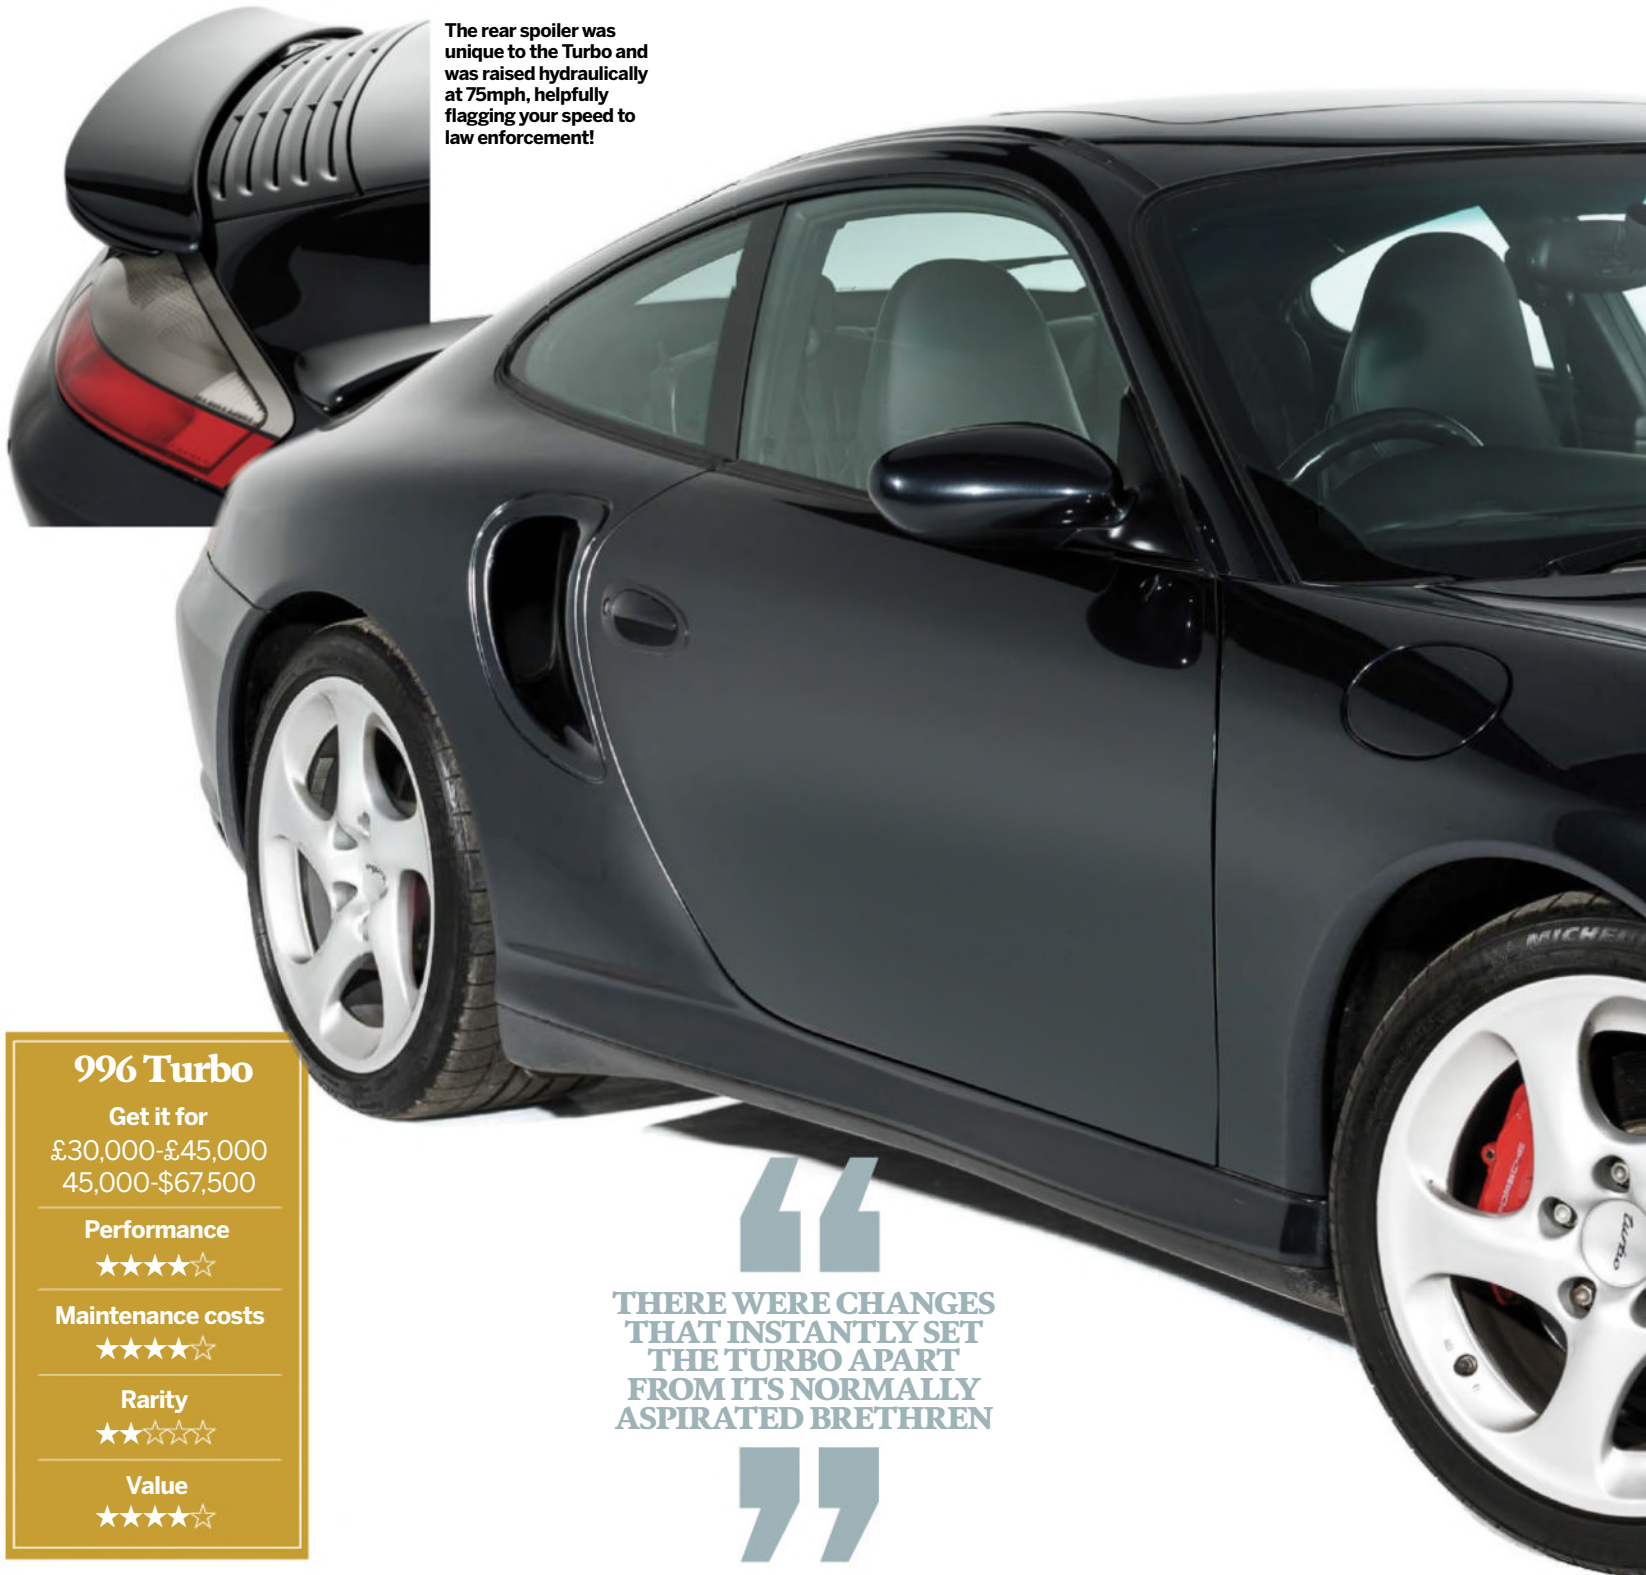 The rear spoiler was
unique to the Turbo and
was raised hydraulically
at 75mph, helpfully
flagging your speed to
law enforcement!
996 Turbo
Get it for
£30,000-£45,000
45,000-$67,500
Performance
★★★★☆
Maintenance costs
★★★★☆
Rarity
★★☆☆☆
Value
★★★★☆
“
THERE WERE CHANGES
THAT INSTANTLY SET
THE TURBO APART
FROM ITS NORMALLY
ASPIRATED BRETHREN
”
PORSCHE
turbo